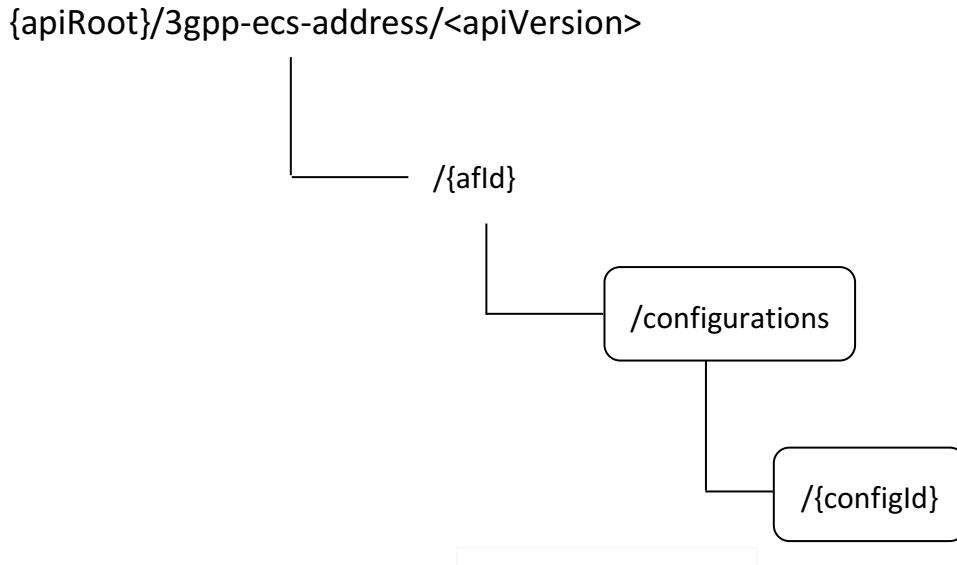 {apiRoot}/3gpp-ecs-address/<apiVersion>
/{afId}
/configurations
/{configId}